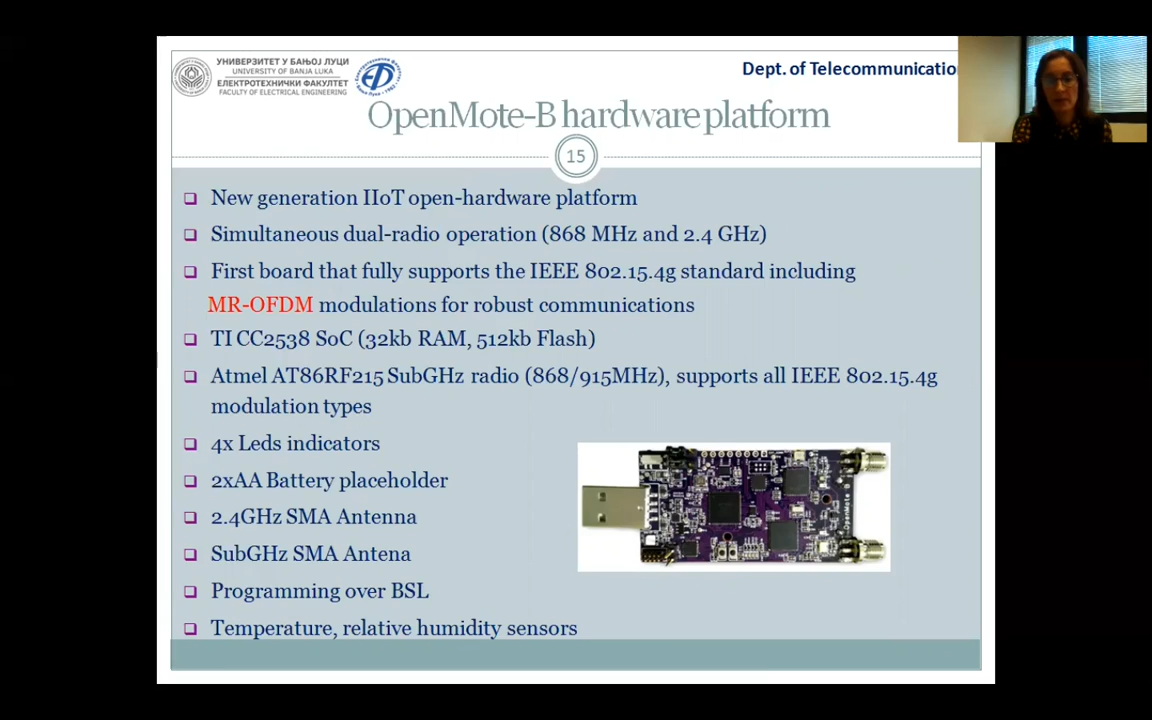 УНИВЕРЗИТЕТ У БАЊОЈ ЛУЦИ
UNIVERSITY OF BANJA LUKA
ЕЛЕКТРОТЕХНИЧКИ ФАКУЛТЕТ
FACULTY OF ELECTRICAL ENGINEERING
Dept. of Telecommunicatio
OpenMote-B hardware platform
15
New generation IIoT open-hardware platform
Simultaneous dual-radio operation (868 MHz and 2.4 GHz)
First board that fully supports the IEEE 802.15.4g standard including
MR-OFDM modulations for robust communications
TI CC2538 SoC (32kb RAM, 512kb Flash)
Atmel AT86RF215 SubGHz radio (868/915MHz), supports all IEEE 802.15.4g
modulation types
4x Leds indicators
2xAA Battery placeholder
2.4GHz SMA Antenna
SubGHz SMA Antena
Programming over BSL
Temperature, relative humidity sensors
OpenMote B